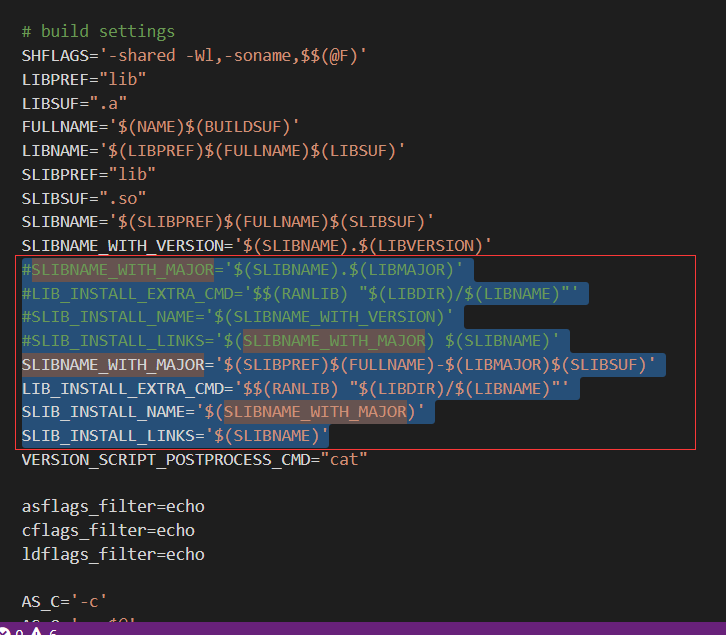 # build settings
SHFLAGS='-shared -Wl,-soname,$$(@F)'
LIBPREF="lib"
LIBSUF=".a"
FULLNAME='$(NAME)$(BUILDSUF)'
LIBNAME='$(LIBPREF)$(FULLNAME)$(LIBSUF)'
SLIBPREF="lib"
SLIBSUF=".so"
SLIBNAME='$(SLIBPREF)$(FULLNAME)$(SLIBSUF)'
SLIBNAME_WITH_VERSION='$(SLIBNAME).$(LIBVERSION)'
#SLIBNAME_WITH_MAJOR='$(SLIBNAME).$(LIBMAJOR)'
#LIB_INSTALL_EXTRA_CMD='$$(RANLIB) "$(LIBDIR)/$(LIBNAME)"'
#SLIB_INSTALL_NAME='$(SLIBNAME_WITH_VERSION)'
#SLIB_INSTALL_LINKS='$(SLIBNAME_WITH_MAJOR) $(SLIBNAME)'
SLIBNAME_WITH_MAJOR='$(SLIBPREF)$(FULLNAME)-$(LIBMAJOR)$(SLIBSUF)'
LIB_INSTALL_EXTRA_CMD='$$(RANLIB) "$(LIBDIR)/$(LIBNAME)"'
SLIB_INSTALL_NAME='$(SLIBNAME_WITH_MAJOR)'
SLIB_INSTALL_LINKS='$(SLIBNAME)'
VERSION_SCRIPT_POSTPROCESS_CMD="cat"
asflags_filter=echo
cflags_filter=echo
ldflags_filter=echo
AS_C='-c'